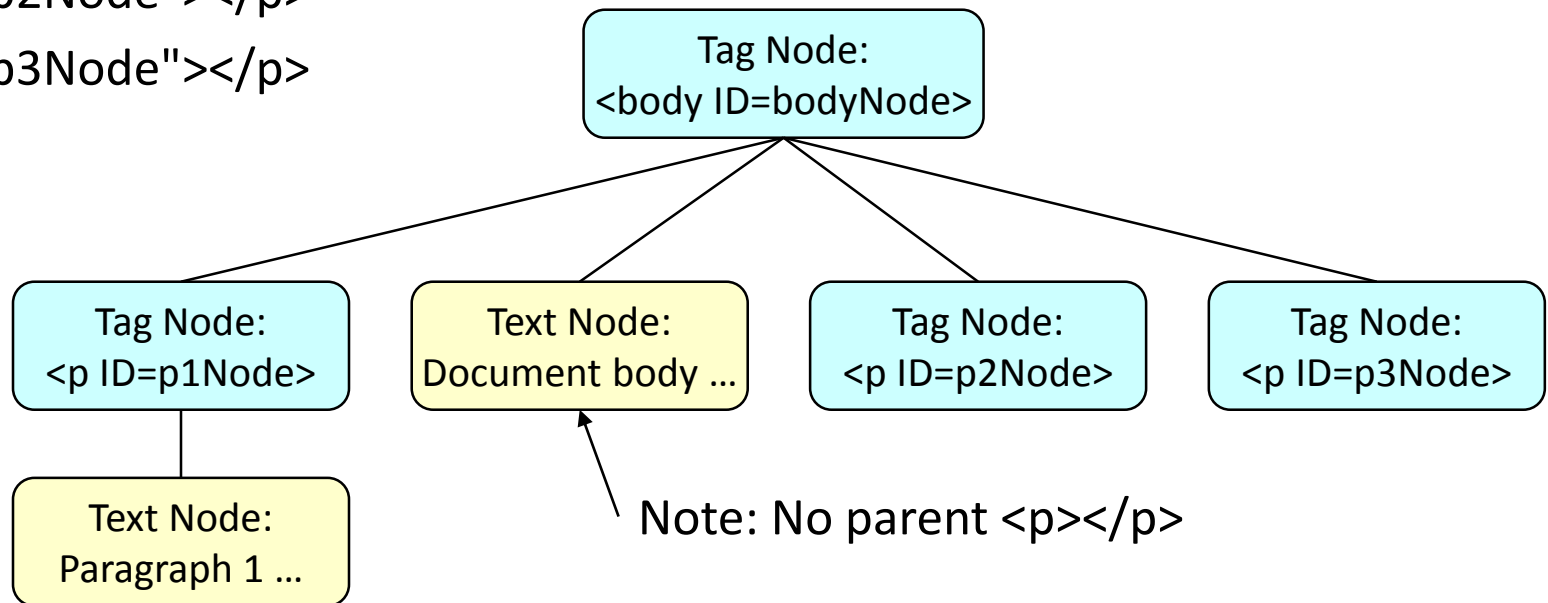 p3Node"></p>
Tag Node:
<body ID=bodyNode>
Tag Node:
<p ID=p1Node>
Text Node:
Document body ...
Tag Node:
<p ID=p2Node>
Tag Node:
<p ID=p3Node>
Text Node:
Paragraph 1 ...
Note: No parent <p></p>